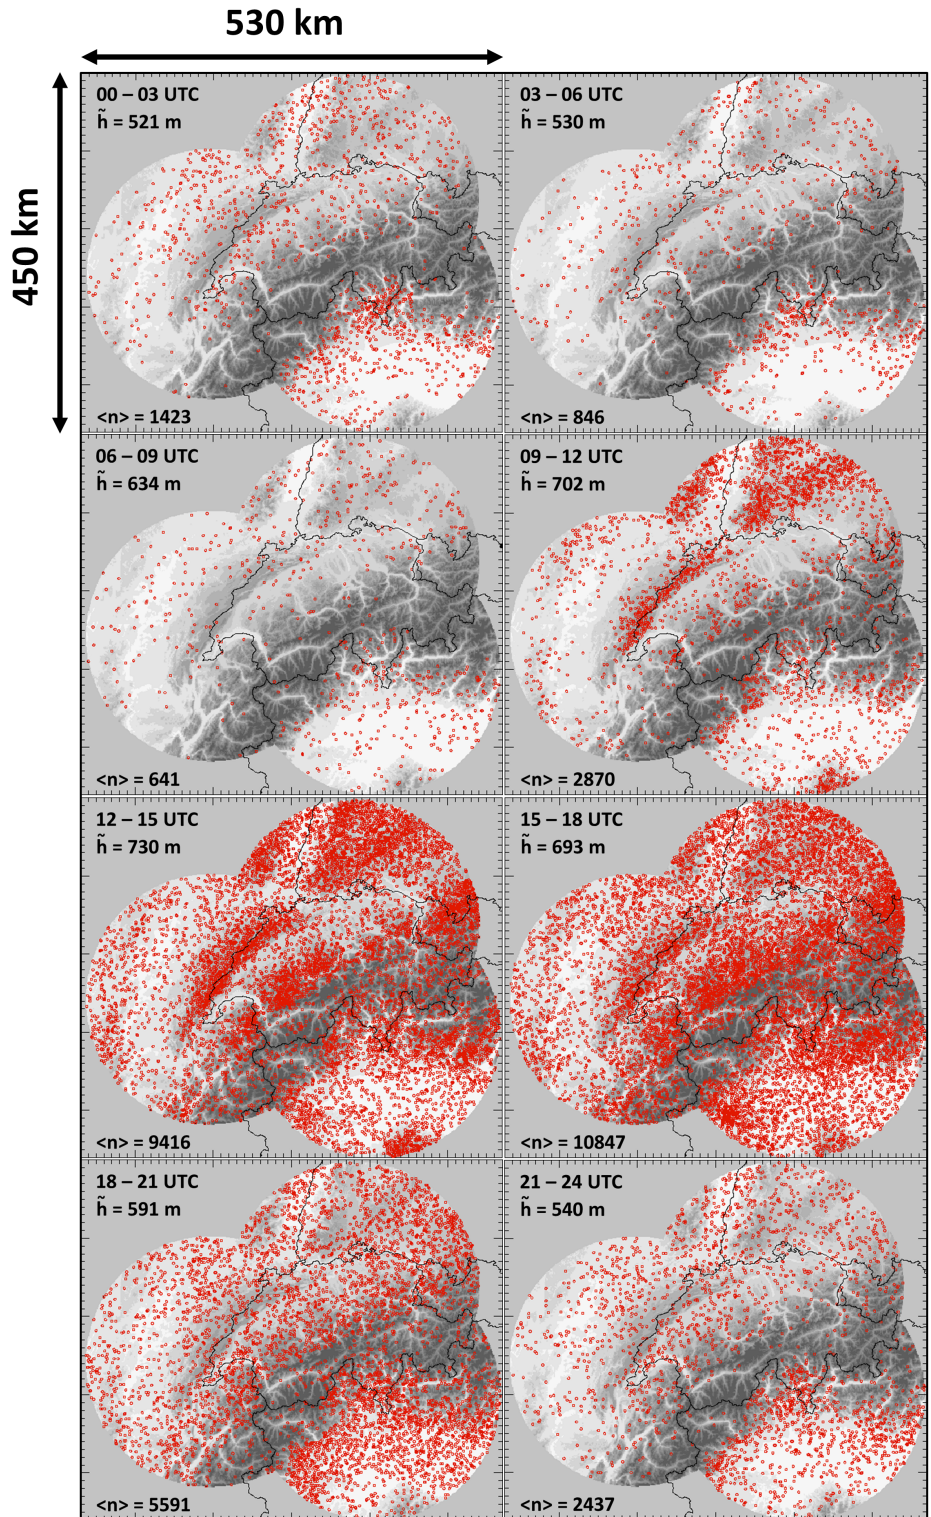 530 km
450 km
00 – 03 UTC
h̃ = 521 m
<n> = 1423
03 – 06 UTC
h̃ = 530 m
<n> = 846
06 – 09 UTC
h̃ = 634 m
<n> = 641
09 – 12 UTC
h̃ = 702 m
<n> = 2870
12 – 15 UTC
h̃ = 730 m
<n> = 9416
15 – 18 UTC
h̃ = 693 m
<n> = 10847
18 – 21 UTC
h̃ = 591 m
<n> = 5591
21 – 24 UTC
h̃ = 540 m
<n> = 2437